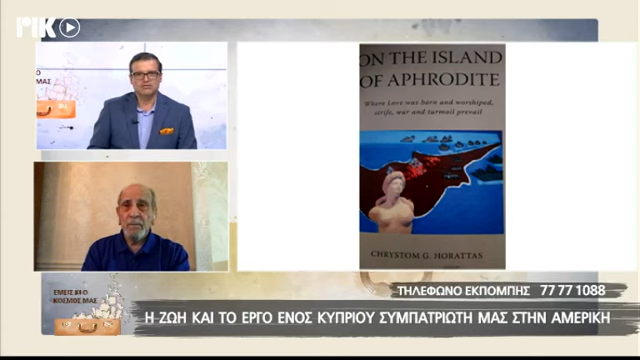 ΡΙΚ
Ο
ΜΑΣ
ON THE ISLAND
OF APHRODITE
Where Love was born and worshiped,
strife, war and turmoil prevail
CHRYSTOM G. HORATTAS
ΕΜΕΙΣ ΚΙ Ο
ΚΟΣΜΟΣ ΜΑΣ
ΤΗΛΕΦΩΝΟ ΕΚΠΟΜΠΗΣ 77 77 1088
Η ΖΩΗ ΚΑΙ ΤΟ ΕΡΓΟ ΕΝΟΣ ΚΥΠΡΙΟΥ ΣΥΜΠΑΤΡΙΩΤΗ ΜΑΣ ΣΤΗΝ ΑΜΕΡΙΚΗ